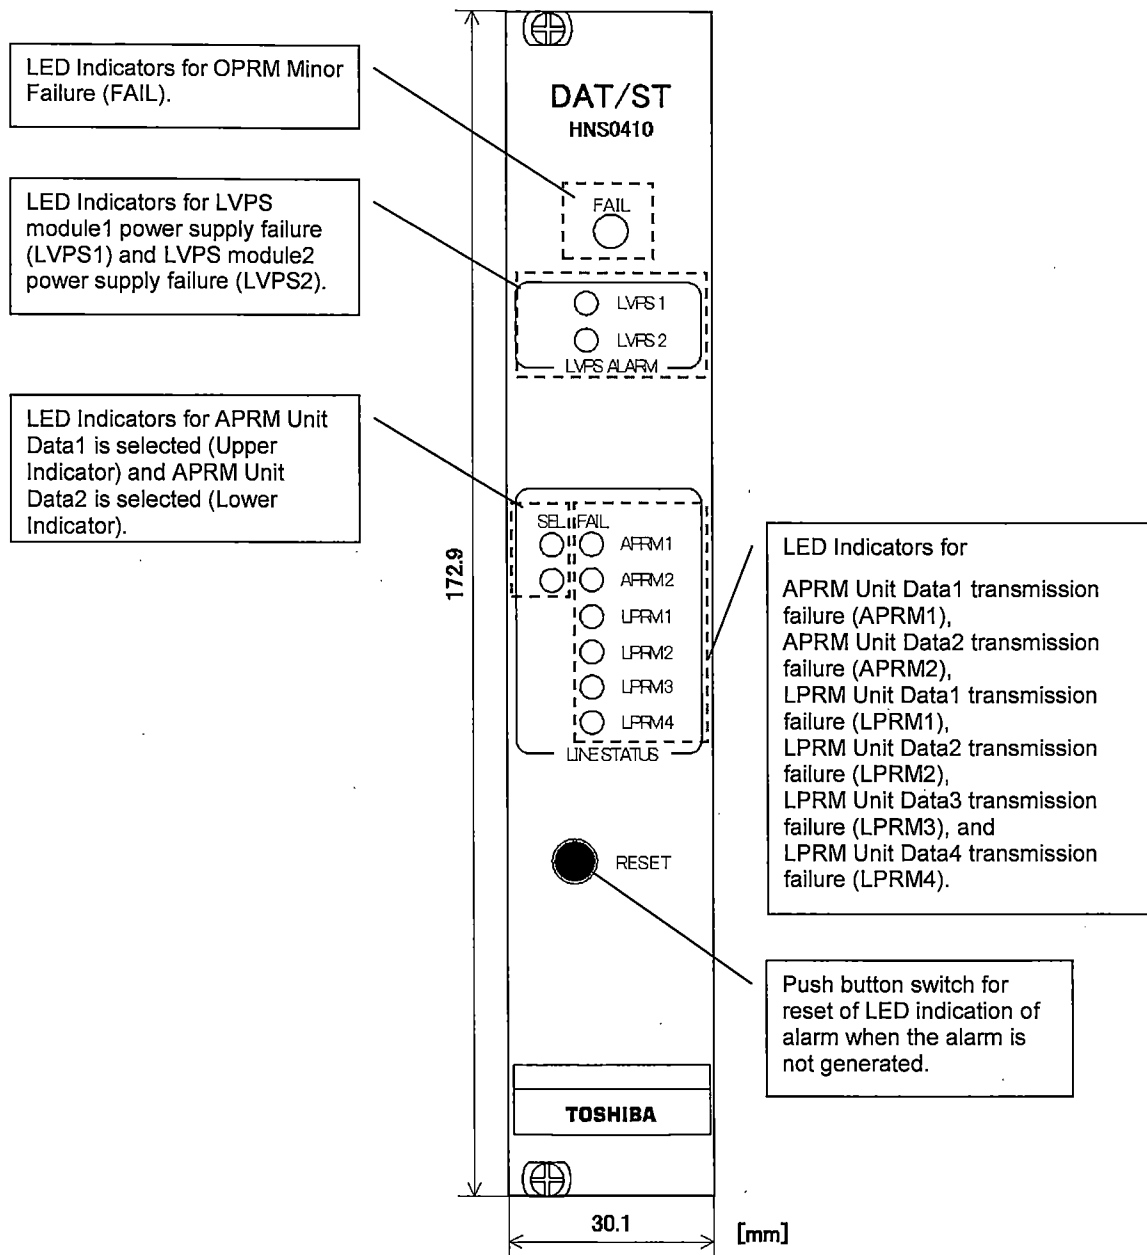 LED Indicators for OPRM Minor
Failure (FAIL).
LED Indicators for LVPS
module1 power supply failure
(LVPS1) and LVPS module2
power supply failure (LVPS2).
LED Indicators for APRM Unit
Data1 is selected (Upper
Indicator) and APRM Unit
Data2 is selected (Lower
Indicator).
DAT/ST
HNS0410
FAIL
LVPS 1
LVPS 2
LVPS ALARM
SEL FAIL
APRM1
APRM2
LPRM1
LPRM2
LPRM3
LPRM4
LINE STATUS
RESET
TOSHIBA
172.9
30.1
[mm]
LED Indicators for
APRM Unit Data1 transmission
failure (APRM1),
APRM Unit Data2 transmission
failure (APRM2),
LPRM Unit Data1 transmission
failure (LPRM1),
LPRM Unit Data2 transmission
failure (LPRM2),
LPRM Unit Data3 transmission
failure (LPRM3), and
LPRM Unit Data4 transmission
failure (LPRM4).
Push button switch for
reset of LED indication of
alarm when the alarm is
not generated.